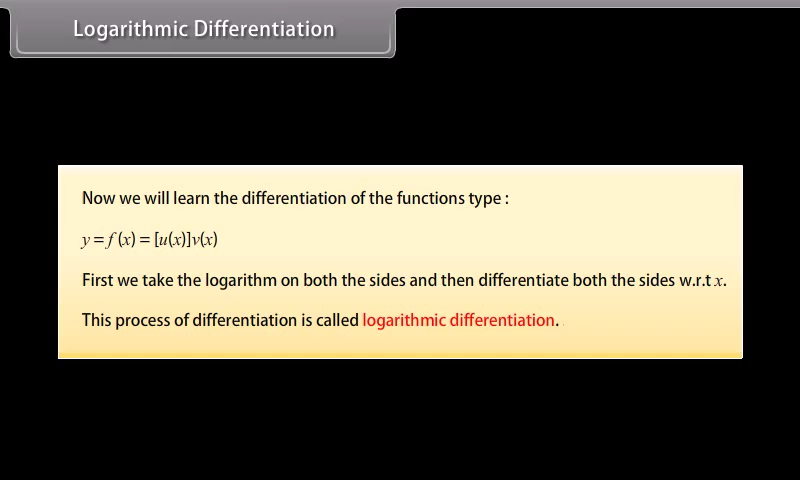 Logarithmic Differentiation
Now we will learn the differentiation of the functions type :
y = f (x) = [u(x)]v(x)
First we take the logarithm on both the sides and then differentiate both the sides w.r.t x.
This process of differentiation is called logarithmic differentiation.